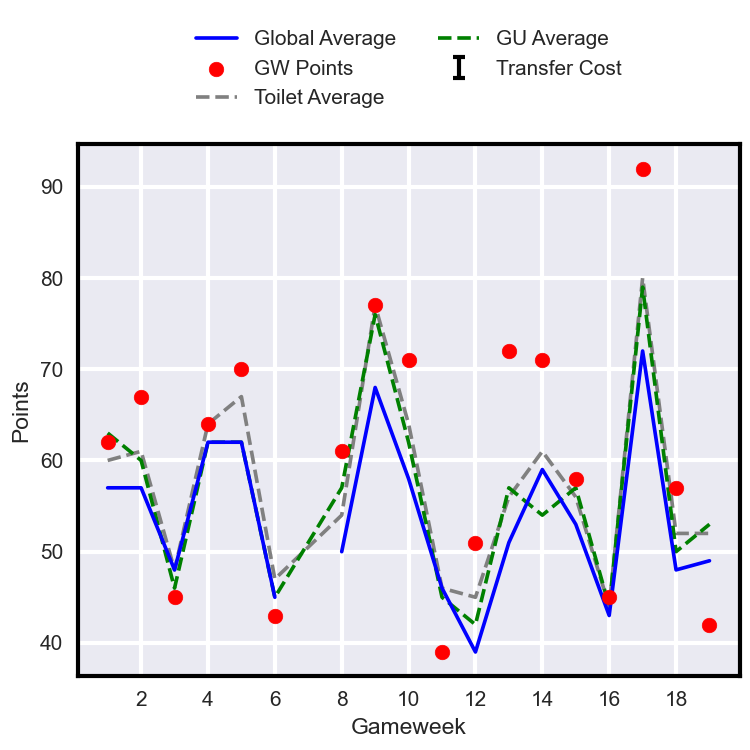 Global Average
GW Points
Toilet Average
GU Average
Transfer Cost
90
80
70
60
50
40
Points
2 4 6 8 10 12 14 16 18
Gameweek